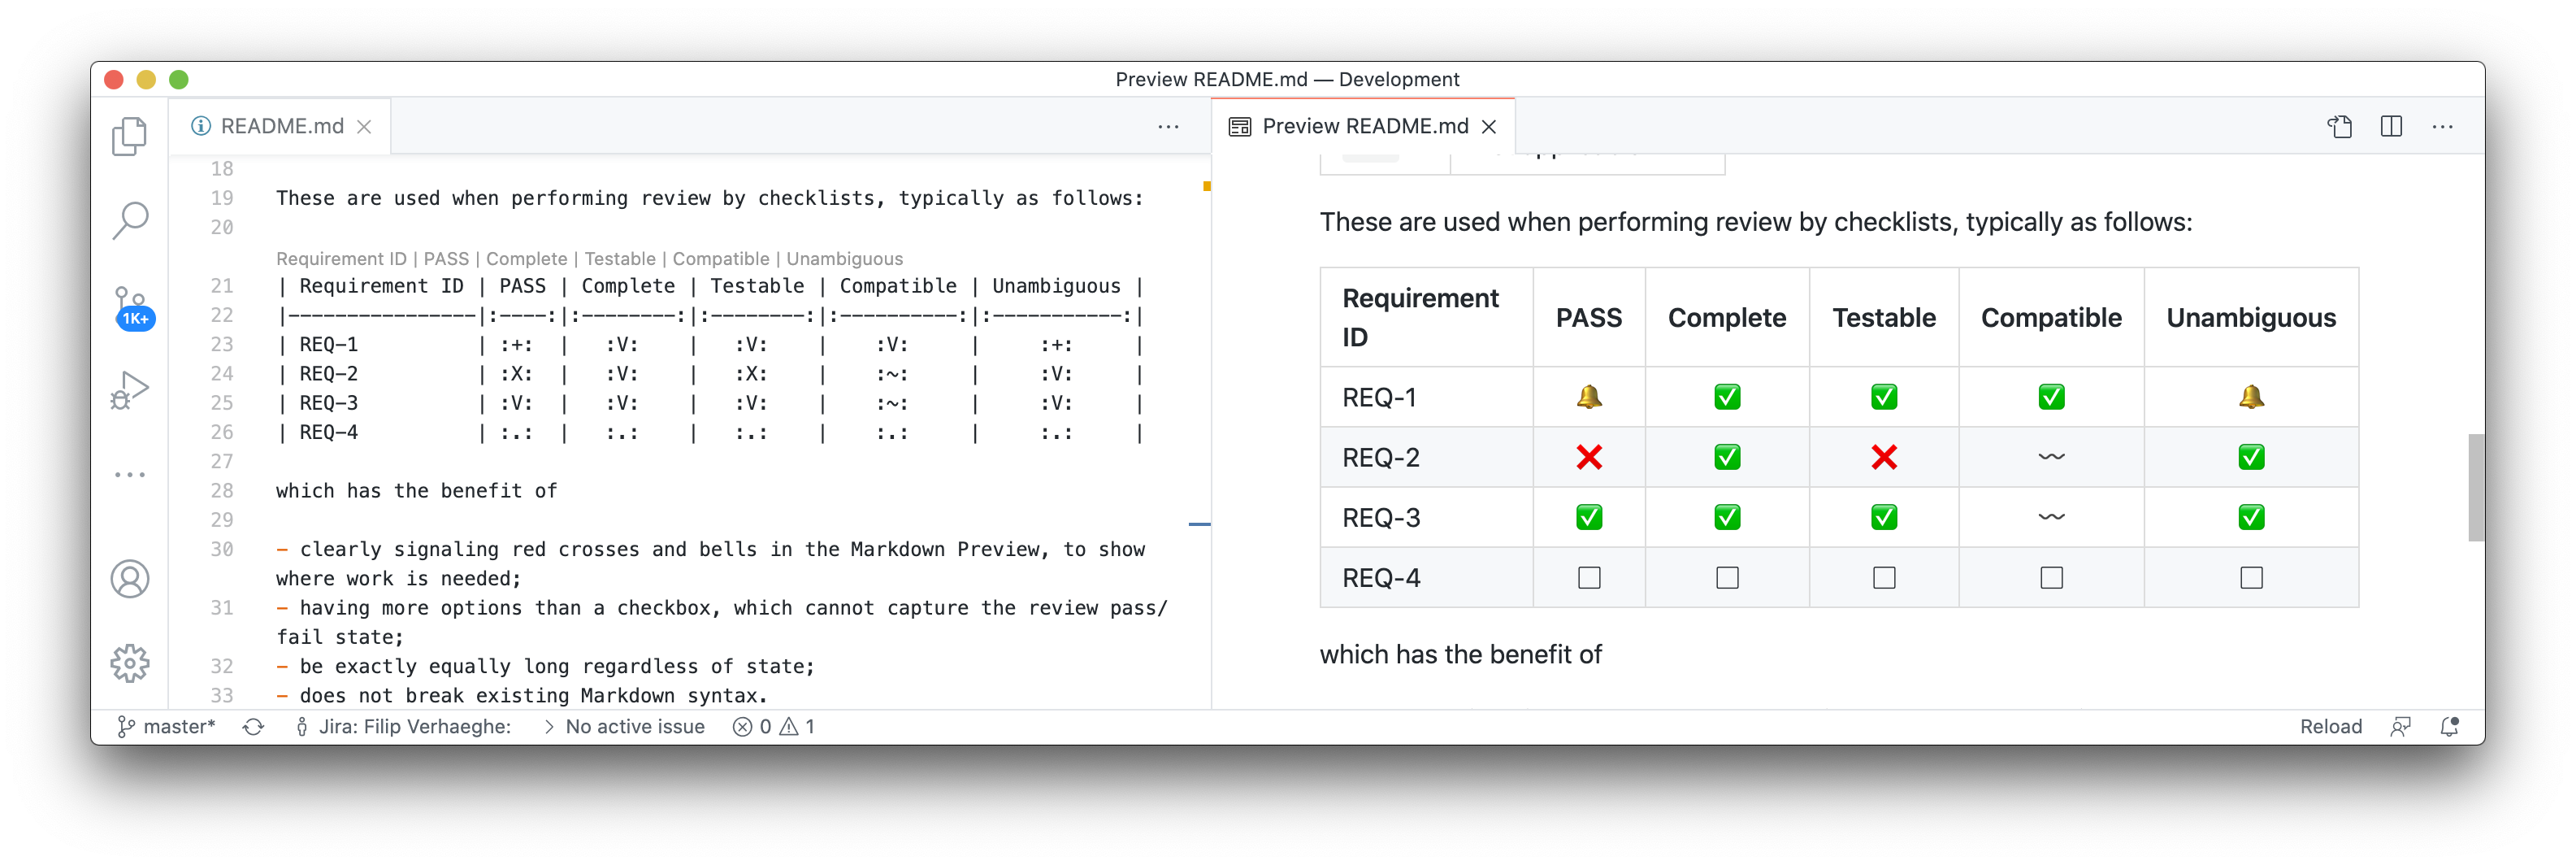 Preview README.md — Development
README.md
18
19 These are used when performing review by checklists, typically as follows:
20
Requirement ID | PASS | Complete | Testable | Compatible | Unambiguous
21 | Requirement ID | PASS | Complete | Testable | Compatible | Unambiguous |
22 |----------------|:----:|:--------:|:--------:|:----------:|:-----------:|
23 | REQ-1 | :+: | :V: | :V: | :V: | :+: |
24 | REQ-2 | :X: | :V: | :X: | :~: | :V: |
25 | REQ-3 | :V: | :V: | :V: | :~: | :V: |
26 | REQ-4 | :.: | :.: | :.: | :.: | :.: |
27
28 which has the benefit of
29
30 - clearly signaling red crosses and bells in the Markdown Preview, to show
where work is needed;
31 - having more options than a checkbox, which cannot capture the review pass/
fail state;
32 - be exactly equally long regardless of state;
33 - does not break existing Markdown syntax.
1K+
Preview README.md
These are used when performing review by checklists, typically as follows:
Requirement ID PASS Complete Testable Compatible Unambiguous
REQ-1 🔔 ✅ ✅ ✅ 🔔
REQ-2 ❌ ✅ ❌ 〰 ✅
REQ-3 ✅ ✅ ✅ 〰 ✅
REQ-4 ☐ ☐ ☐ ☐ ☐
which has the benefit of
master* Jira: Filip Verhaeghe: > No active issue 0 1 Reload